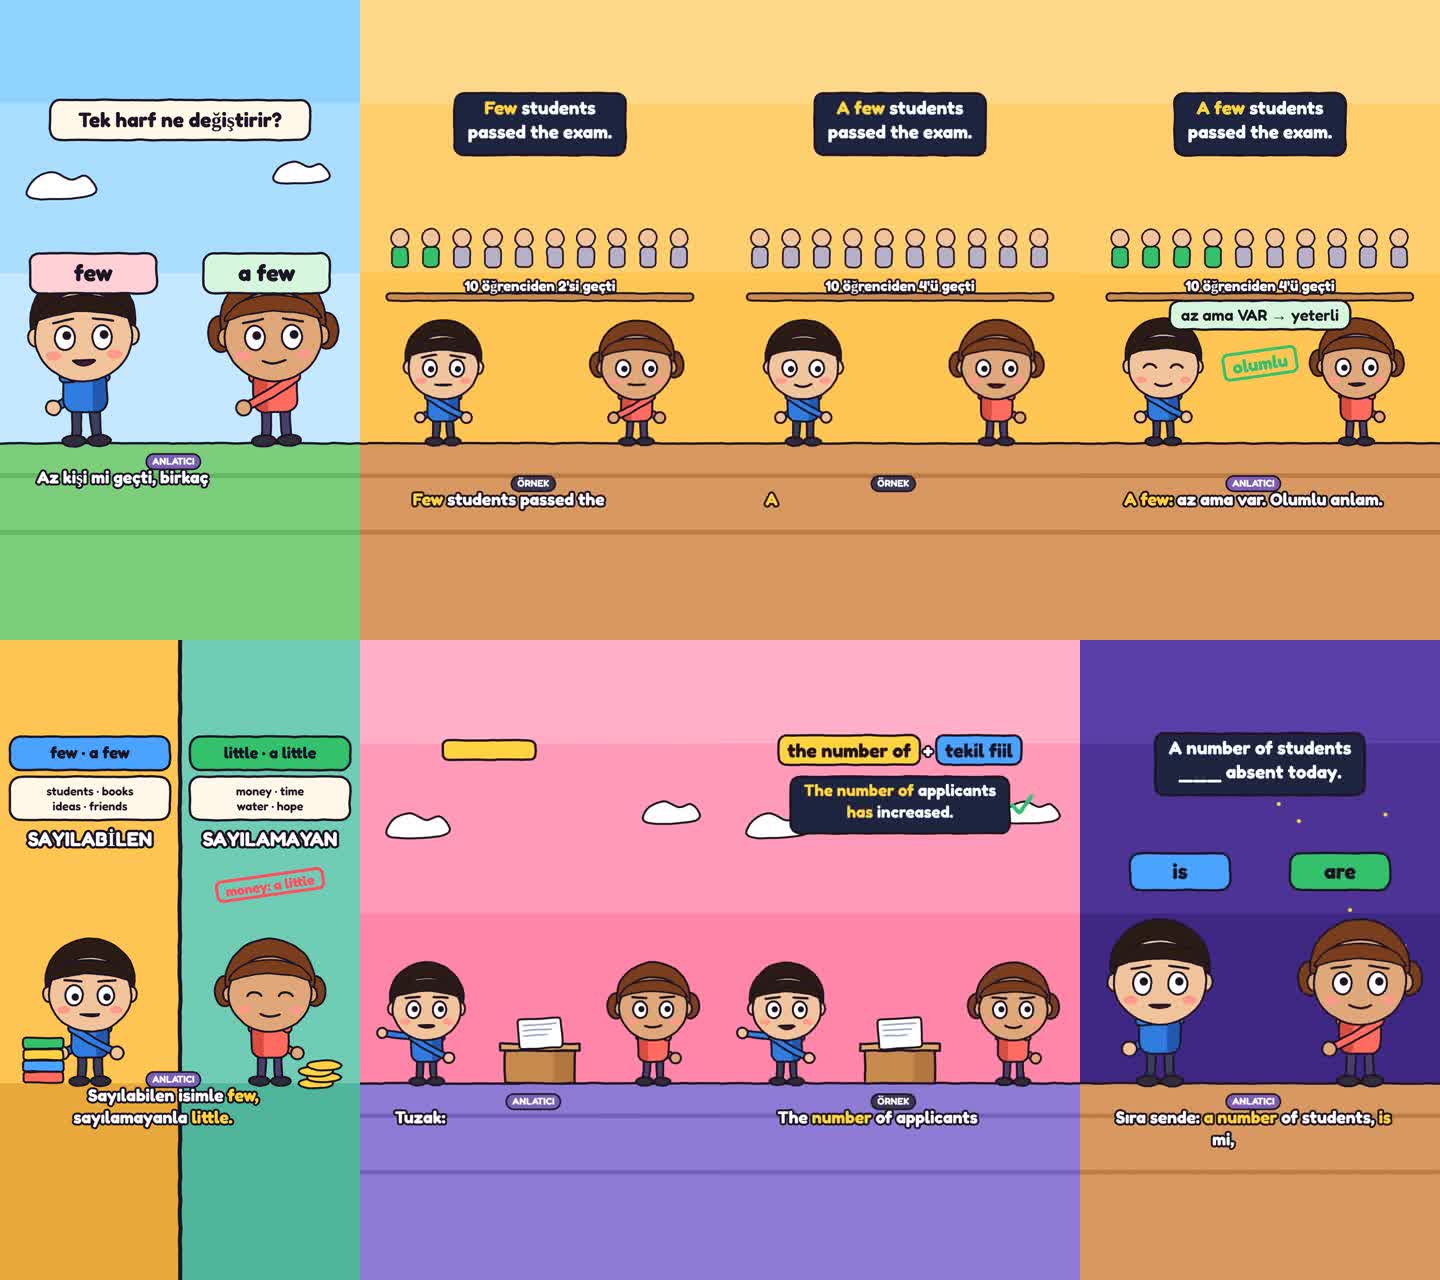 Tek harf ne değiştirir?
few
a few
ANLATICI
Az kişi mi geçti, birkaç
Few students
passed the exam.
10 öğrenciden 2'si geçti
ÖRNEK
Few students passed the
A few students
passed the exam.
10 öğrenciden 4'ü geçti
ÖRNEK
A
A few students
passed the exam.
10 öğrenciden 4'ü geçti
az ama VAR → yeterli
olumlu
ANLATICI
A few: az ama var. Olumlu anlam.
few · a few
students · books
ideas · friends
SAYILABİLEN
little · a little
money · time
water · hope
SAYILAMAYAN
money: a little
ANLATICI
Sayılabilen isimle few,
sayılamayanla little.
ANLATICI
Tuzak:
the number of + tekil fiil
The number of applicants
has increased.
ÖRNEK
The number of applicants
A number of students
____ absent today.
is
are
ANLATICI
Sıra sende: a number of students, is
mi,